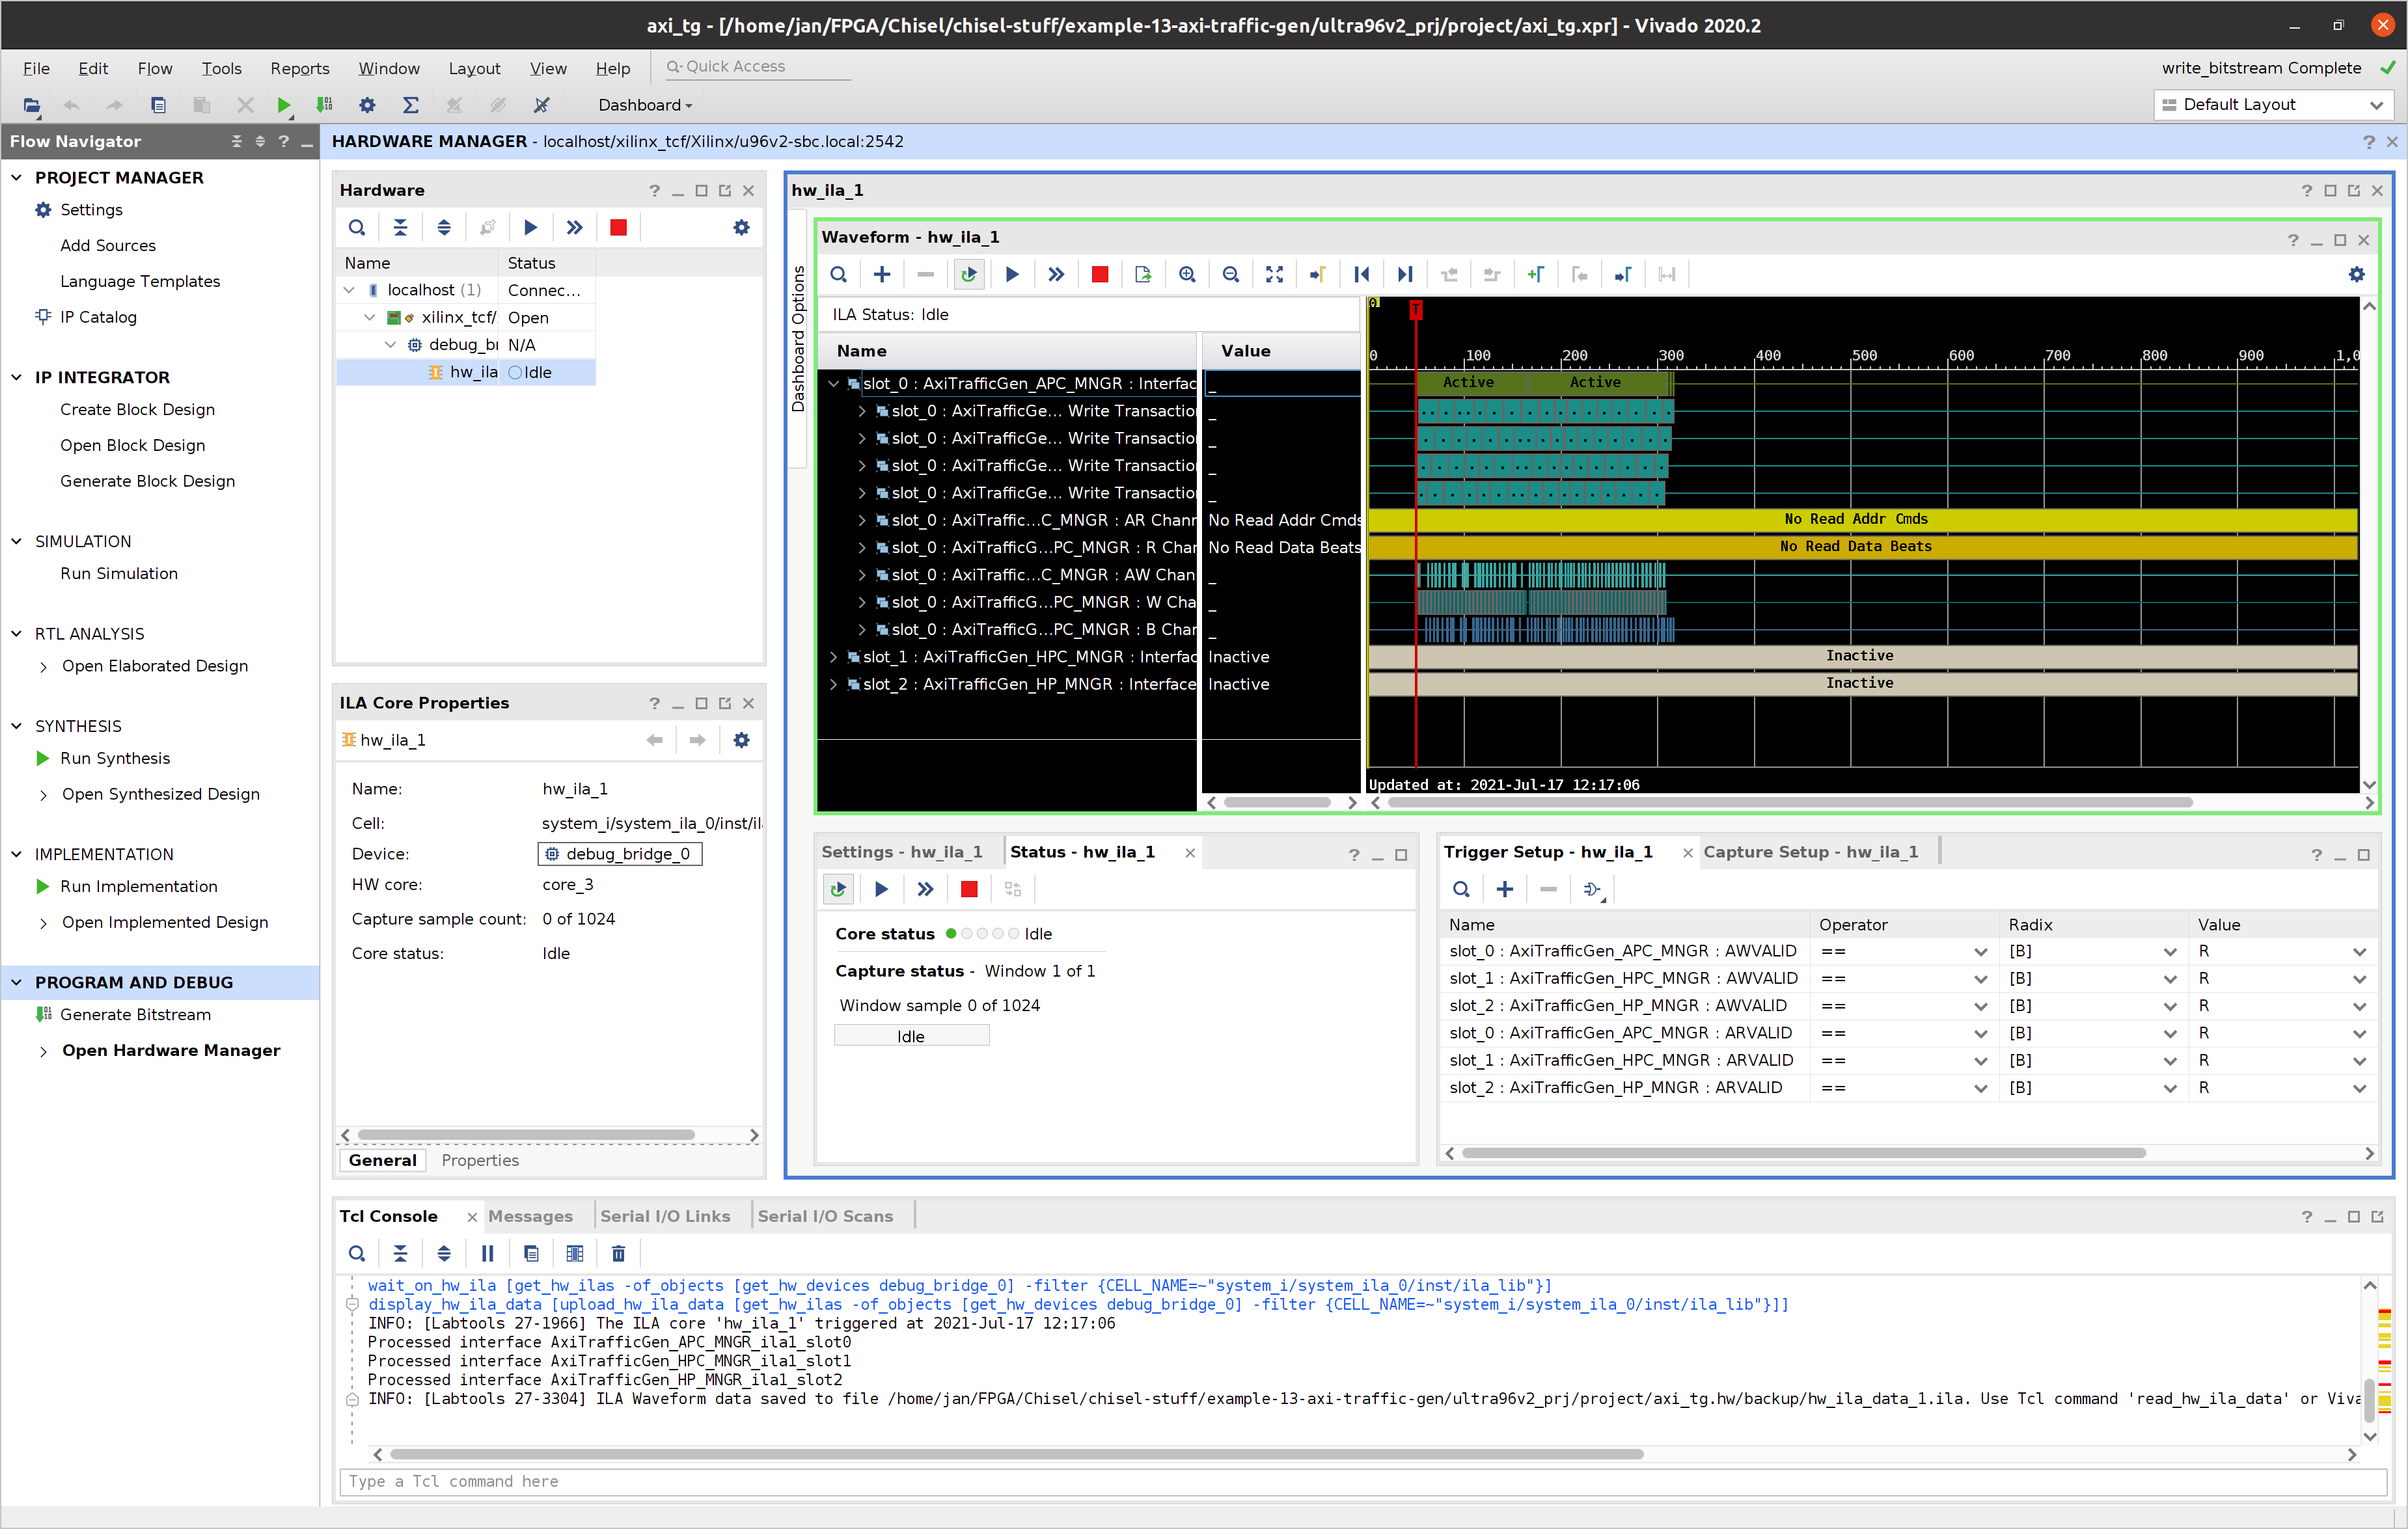 axi_tg - [/home/jan/FPGA/Chisel/chisel-stuff/example-13-axi-traffic-gen/ultra96v2_prj/project/axi_tg.xpr] - Vivado 2020.2
File Edit Flow Tools Reports Window Layout View Help Quick Access
write_bitstream Complete
Dashboard
Default Layout
Flow Navigator
PROJECT MANAGER
Settings
Add Sources
Language Templates
IP Catalog
IP INTEGRATOR
Create Block Design
Open Block Design
Generate Block Design
SIMULATION
Run Simulation
RTL ANALYSIS
Open Elaborated Design
SYNTHESIS
Run Synthesis
Open Synthesized Design
IMPLEMENTATION
Run Implementation
Open Implemented Design
PROGRAM AND DEBUG
Generate Bitstream
Open Hardware Manager
HARDWARE MANAGER - localhost/xilinx_tcf/Xilinx/u96v2-sbc.local:2542
Hardware
Name Status
localhost (1) Connec...
xilinx_tcf/ Open
debug_br N/A
hw_ila Idle
ILA Core Properties
hw_ila_1
Name: hw_ila_1
Cell: system_i/system_ila_0/inst/il
Device: debug_bridge_0
HW core: core_3
Capture sample count: 0 of 1024
Core status: Idle
General Properties
hw_ila_1
Dashboard Options
Waveform - hw_ila_1
ILA Status: Idle
Name Value
0
T
0 100 200 300 400 500 600 700 800 900 1,0
slot_0 : AxiTrafficGen_APC_MNGR : Interfac _ Active Active
slot_0 : AxiTrafficGe... Write Transactio _
slot_0 : AxiTrafficGe... Write Transactio _
slot_0 : AxiTrafficGe... Write Transactio _
slot_0 : AxiTrafficGe... Write Transactio _
slot_0 : AxiTraffic...C_MNGR : AR Chanr No Read Addr Cmds No Read Addr Cmds
slot_0 : AxiTrafficG...PC_MNGR : R Char No Read Data Beats No Read Data Beats
slot_0 : AxiTraffic...C_MNGR : AW Chan _
slot_0 : AxiTrafficG...PC_MNGR : W Cha _
slot_0 : AxiTrafficG...PC_MNGR : B Char _
slot_1 : AxiTrafficGen_HPC_MNGR : Interfac Inactive Inactive
slot_2 : AxiTrafficGen_HP_MNGR : Interface Inactive Inactive
Updated at: 2021-Jul-17 12:17:06
Settings - hw_ila_1 Status - hw_ila_1
Core status Idle
Capture status - Window 1 of 1
Window sample 0 of 1024
Idle
Trigger Setup - hw_ila_1 Capture Setup - hw_ila_1
Name Operator Radix Value
slot_0 : AxiTrafficGen_APC_MNGR : AWVALID == [B] R
slot_1 : AxiTrafficGen_HPC_MNGR : AWVALID == [B] R
slot_2 : AxiTrafficGen_HP_MNGR : AWVALID == [B] R
slot_0 : AxiTrafficGen_APC_MNGR : ARVALID == [B] R
slot_1 : AxiTrafficGen_HPC_MNGR : ARVALID == [B] R
slot_2 : AxiTrafficGen_HP_MNGR : ARVALID == [B] R
Tcl Console Messages Serial I/O Links Serial I/O Scans
wait_on_hw_ila [get_hw_ilas -of_objects [get_hw_devices debug_bridge_0] -filter {CELL_NAME=~"system_i/system_ila_0/inst/ila_lib"}]
display_hw_ila_data [upload_hw_ila_data [get_hw_ilas -of_objects [get_hw_devices debug_bridge_0] -filter {CELL_NAME=~"system_i/system_ila_0/inst/ila_lib"}]]
INFO: [Labtools 27-1966] The ILA core 'hw_ila_1' triggered at 2021-Jul-17 12:17:06
Processed interface AxiTrafficGen_APC_MNGR_ila1_slot0
Processed interface AxiTrafficGen_HPC_MNGR_ila1_slot1
Processed interface AxiTrafficGen_HP_MNGR_ila1_slot2
INFO: [Labtools 27-3304] ILA Waveform data saved to file /home/jan/FPGA/Chisel/chisel-stuff/example-13-axi-traffic-gen/ultra96v2_prj/project/axi_tg.hw/backup/hw_ila_data_1.ila. Use Tcl command 'read_hw_ila_data' or Viva
Type a Tcl command here